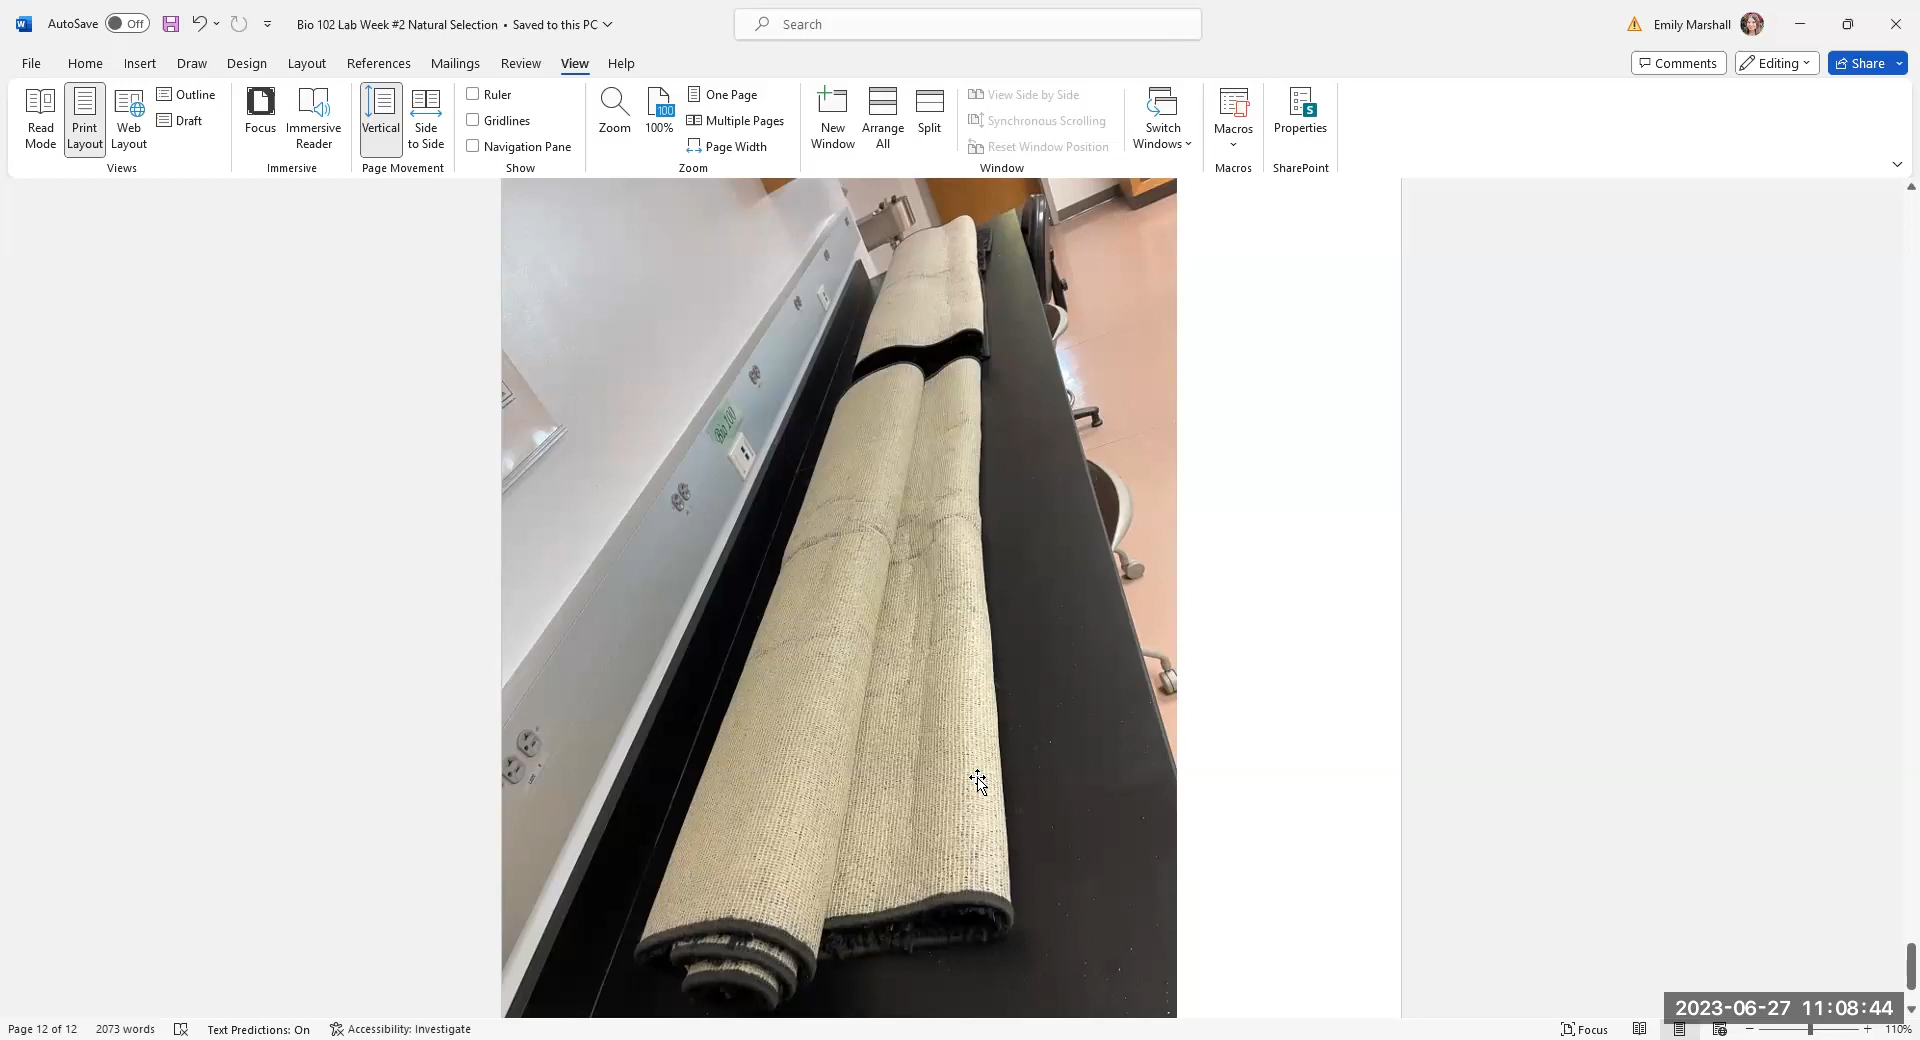 AutoSave Off Bio 102 Lab Week #2 Natural Selection • Saved to this PC Search Emily Marshall
File Home Insert Draw Design Layout References Mailings Review View Help Comments Editing Share
Read Mode
Print Layout
Web Layout
Outline
Draft
Views
Focus
Immersive Reader
Immersive
Vertical
Side to Side
Page Movement
Ruler
Gridlines
Navigation Pane
Show
Zoom
100
100%
One Page
Multiple Pages
Page Width
Zoom
New Window
Arrange All
Split
View Side by Side
Synchronous Scrolling
Reset Window Position
Switch Windows
Window
Macros
Macros
S
Properties
SharePoint
Bio 100
2023-06-27 11:08:44
Page 12 of 12 2073 words Text Predictions: On Accessibility: Investigate Focus 110%